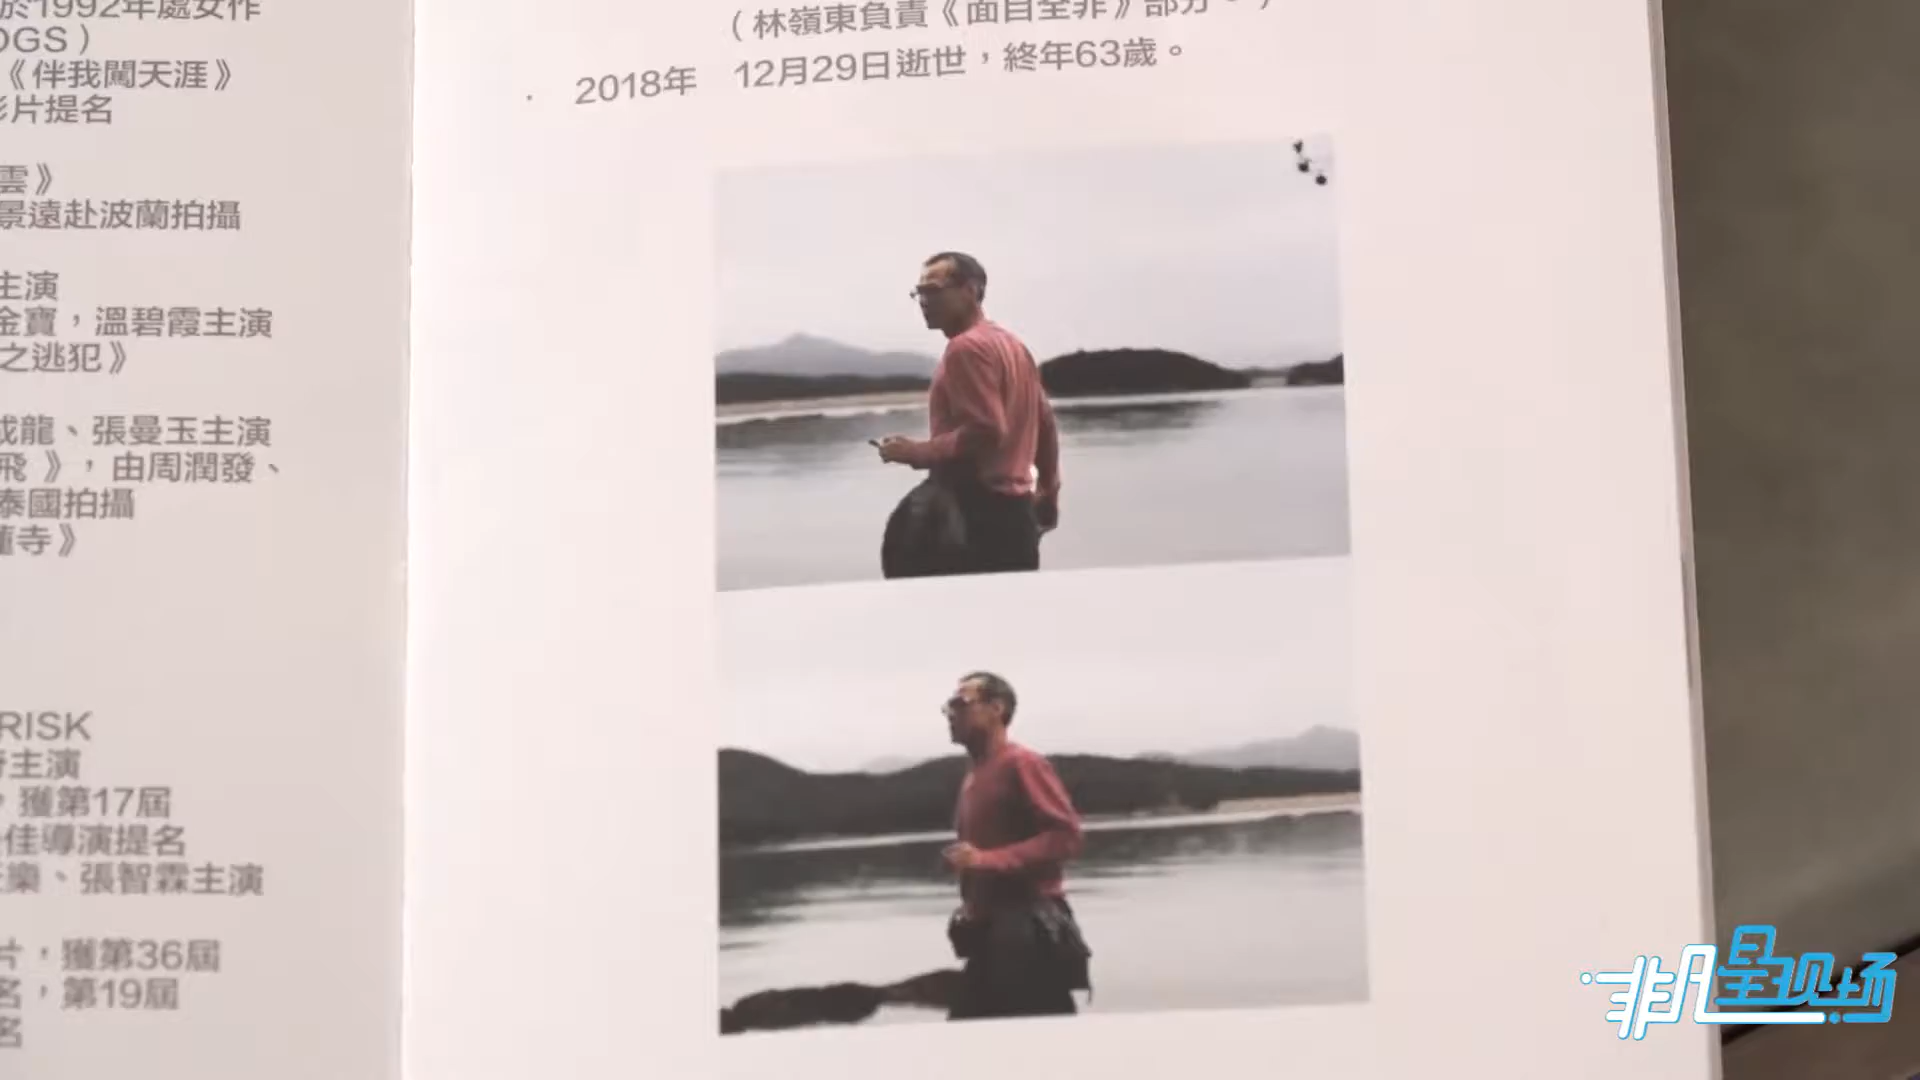 於1992年處女作
OGS）
《伴我闖天涯》
影片提名
雲》
景遠赴波蘭拍攝
主演
金寶，溫碧霞主演
之逃犯》
成龍、張曼玉主演
飛 》，由周潤發、
泰國拍攝
蓮寺》
RISK
主演
，獲第17屆
佳導演提名
樂、張智霖主演
片，獲第36屆
名，第19屆
名
（林嶺東負責《面目全非》部分。）
· 2018年 12月29日逝世，終年63歲。
非凡星现场